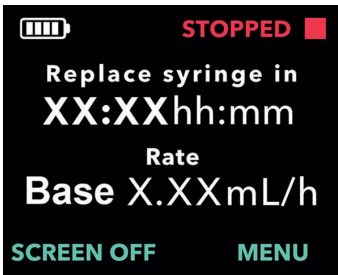 STOPPED
Replace syringe in
XX:XXhh:mm
Rate
Base X.XXmL/h
SCREEN OFF MENU